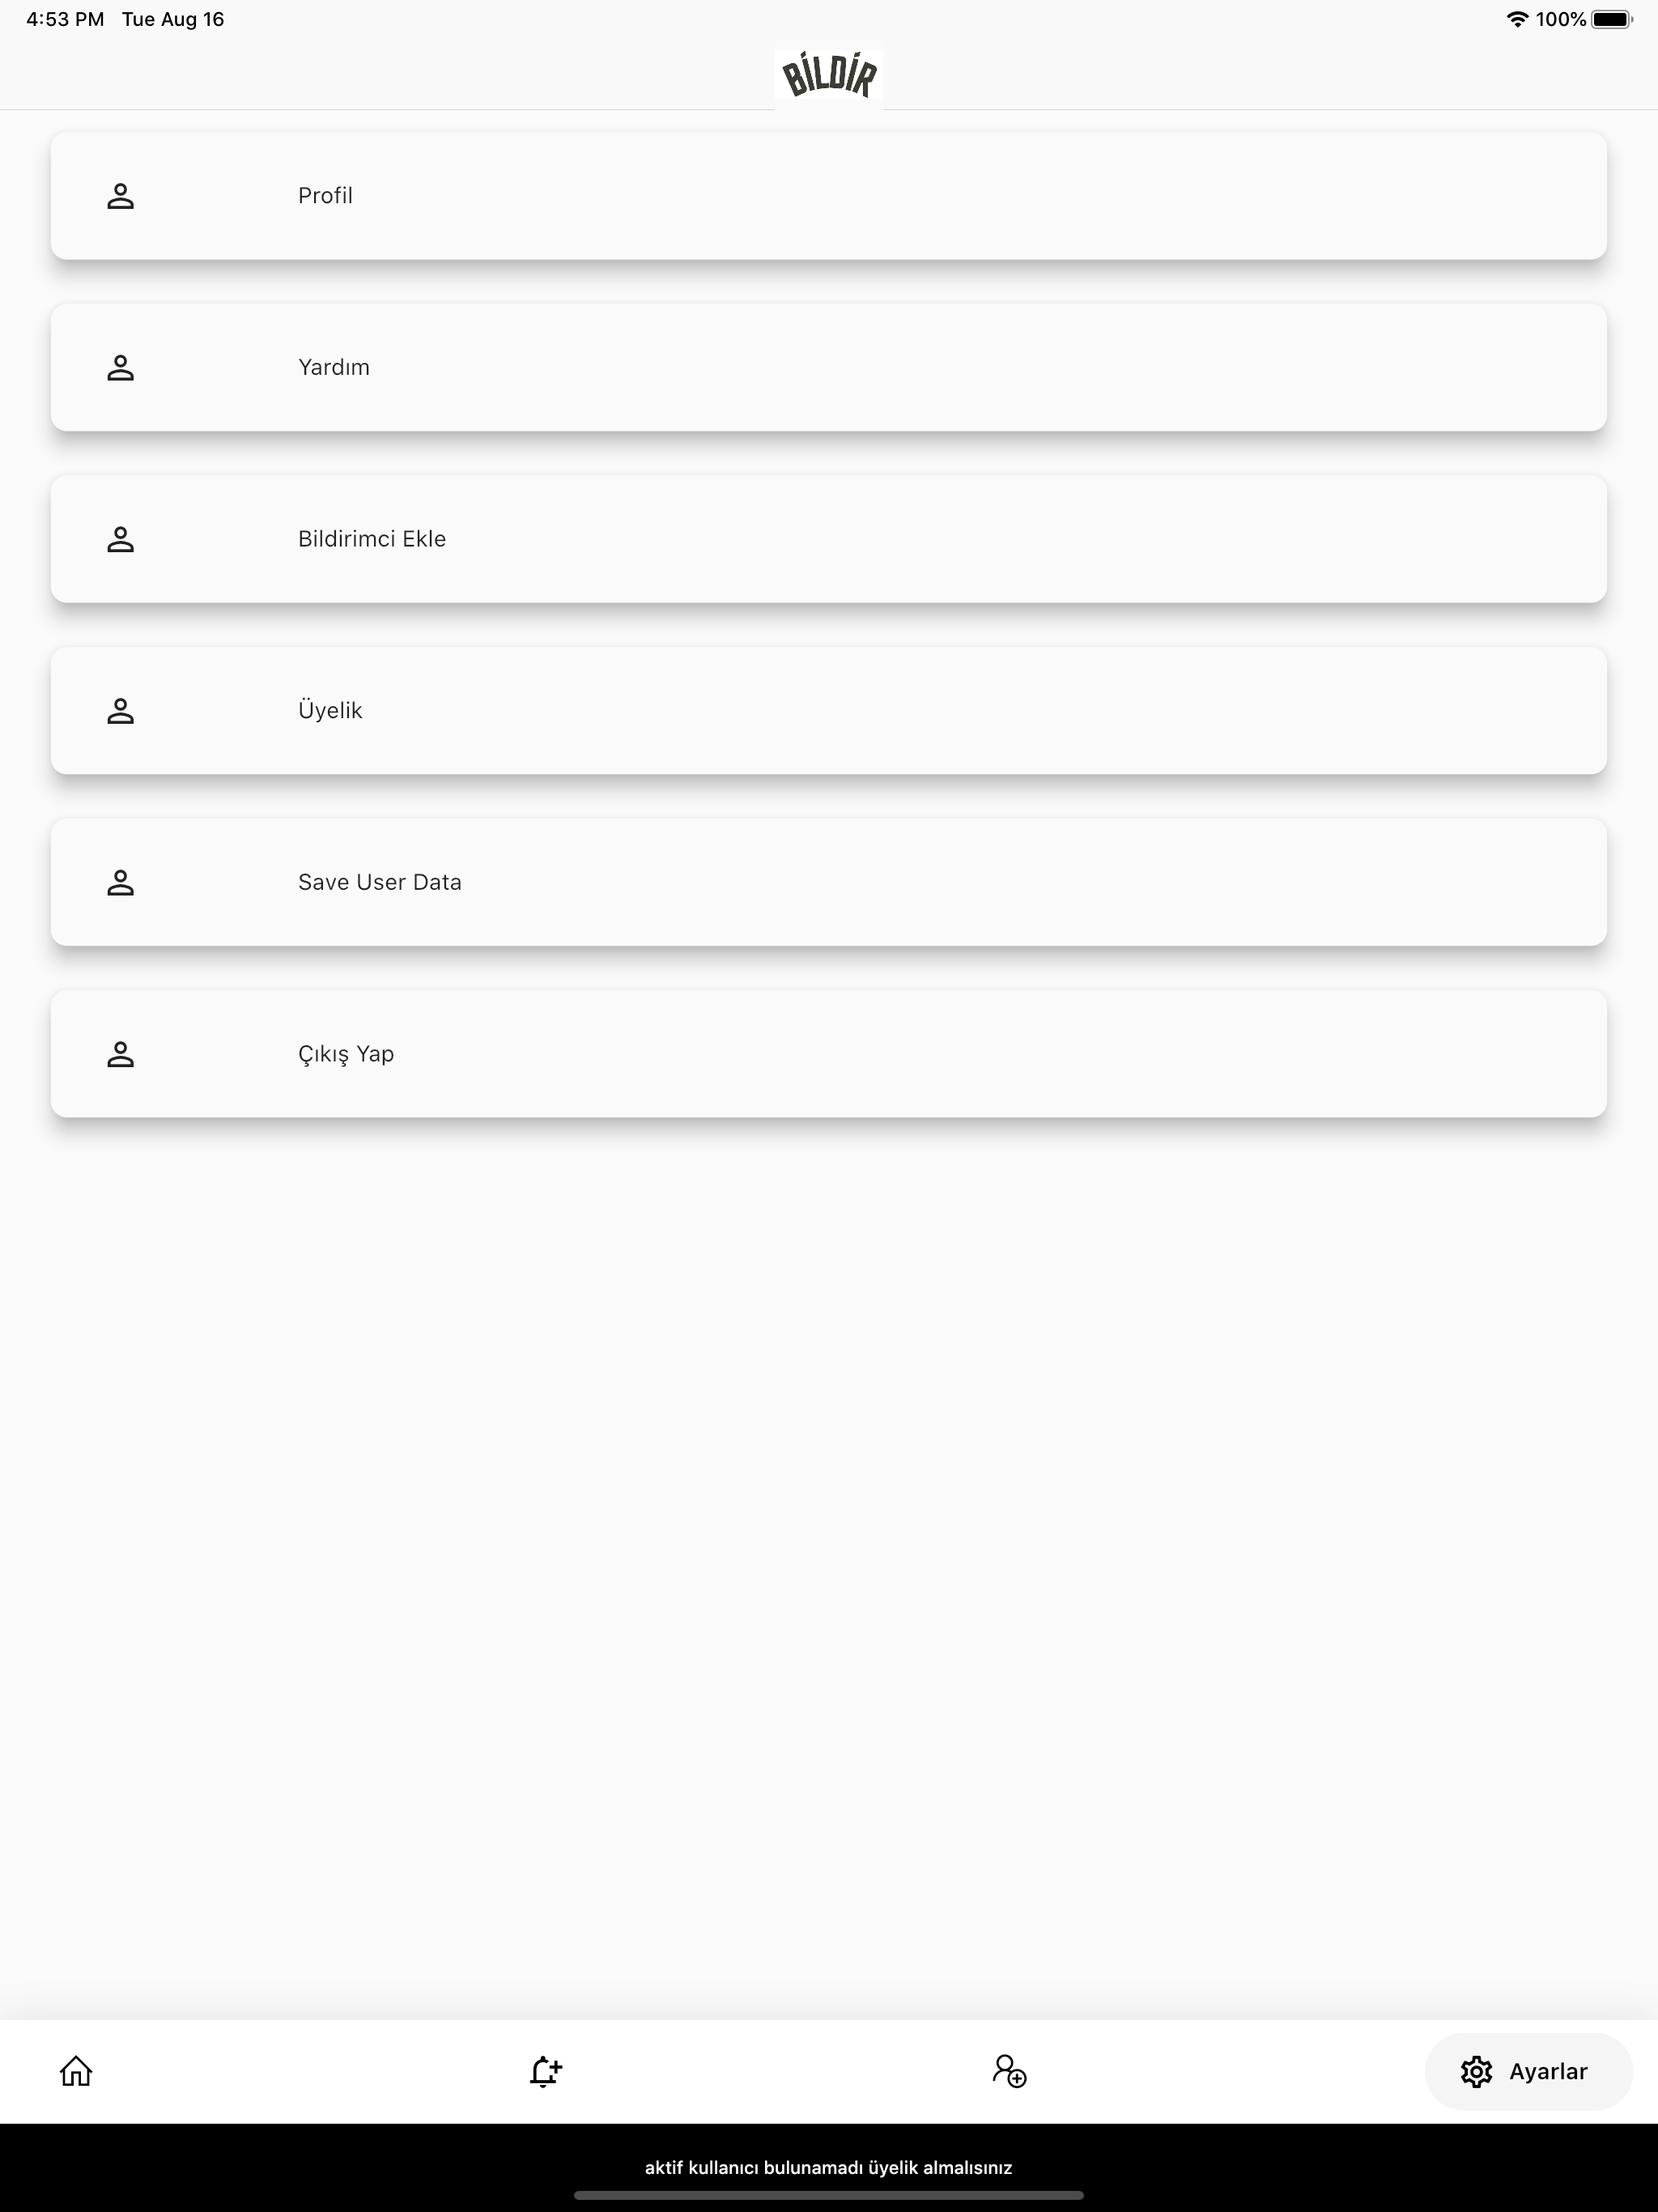 4:53 PM Tue Aug 16 100%
BİLDİR
Profil
Yardım
Bildirimci Ekle
Üyelik
Save User Data
Çıkış Yap
Ayarlar
aktif kullanıcı bulunamadı üyelik almalısınız